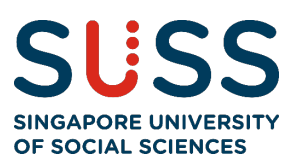 SUSS
SINGAPORE UNIVERSITY
OF SOCIAL SCIENCES